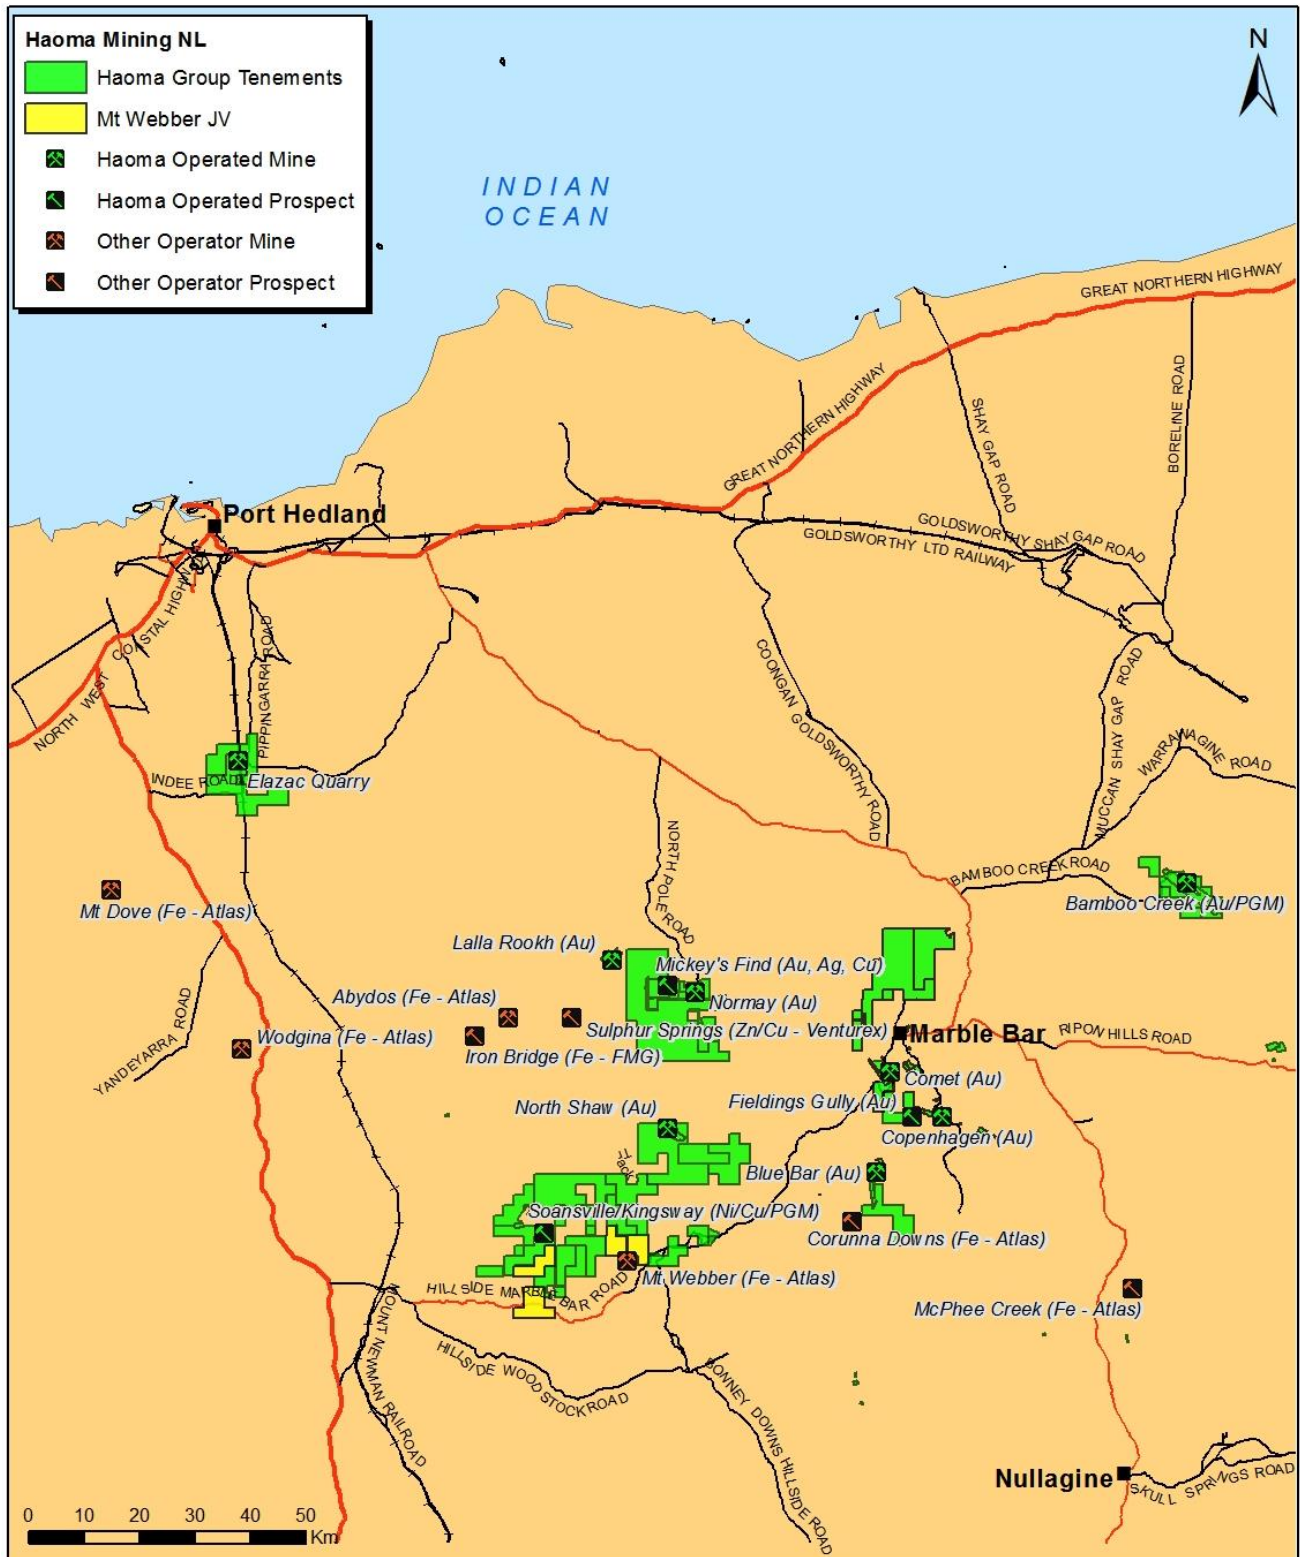 Haoma Mining NL
Haoma Group Tenements
Mt Webber JV
Haoma Operated Mine
Haoma Operated Prospect
Other Operator Mine
Other Operator Prospect
N
INDIAN
OCEAN
GREAT NORTHERN HIGHWAY
GREAT NORTHERN HIGHWAY
SHAY GAP ROAD
BORELINE ROAD
Port Hedland
GOLDSWORTHY SHAY GAP ROAD
GOLDSWORTHY LTD RAILWAY
NORTH WEST COASTAL HIGHWAY
PIPPINGARRA ROAD
COONGAN GOLDSWORTHY ROAD
MUCCAN SHAY GAP ROAD
WARRAWAGINE ROAD
INDEE ROAD
Elazac Quarry
NORTH POLE ROAD
BAMBOO CREEK ROAD
Bamboo Creek (Au/PGM)
Mt Dove (Fe - Atlas)
Lalla Rookh (Au)
Mickey's Find (Au, Ag, Cu)
Abydos (Fe - Atlas)
Normay (Au)
YANDEYARRA ROAD
Wodgina (Fe - Atlas)
Sulphur Springs (Zn/Cu - Venturex)
Marble Bar
RIPON HILLS ROAD
Iron Bridge (Fe - FMG)
Comet (Au)
North Shaw (Au)
Fieldings Gully (Au)
Copenhagen (Au)
Blue Bar (Au)
Soansville/Kingsway (Ni/Cu/PGM)
Corunna Downs (Fe - Atlas)
Mt Webber (Fe - Atlas)
HILLSIDE MARBLE BAR ROAD
McPhee Creek (Fe - Atlas)
MOUNT NEWMAN RAILROAD
HILLSIDE WOODSTOCK ROAD
BONNEY DOWNS HILLSIDE ROAD
Nullagine
SKULL SPRINGS ROAD
0 10 20 30 40 50
Km